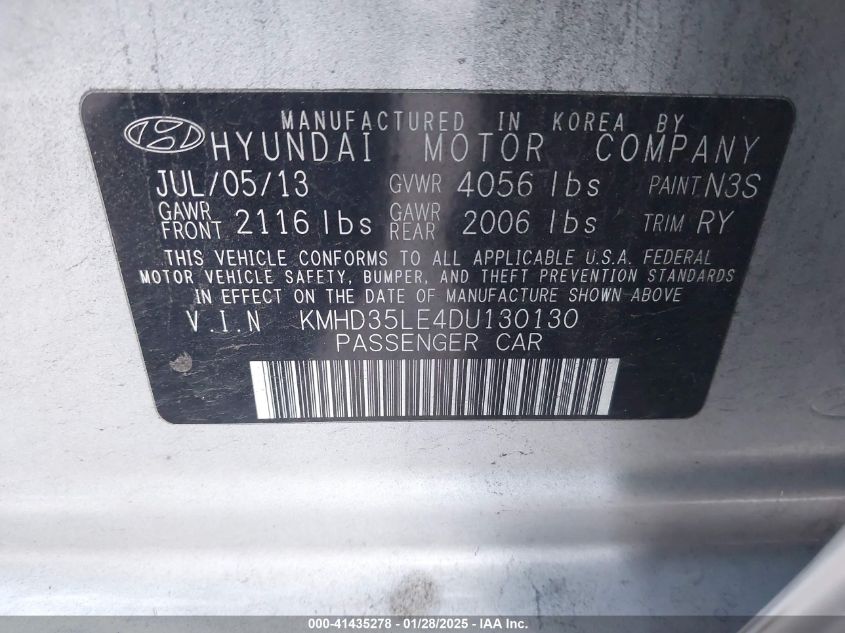 MANUFACTURED IN KOREA BY
HYUNDAI MOTOR COMPANY
JUL/05/13 GVWR 4056 lbs PAINT N3S
GAWR FRONT 2116 lbs GAWR REAR 2006 lbs TRIM RY
THIS VEHICLE CONFORMS TO ALL APPLICABLE U.S.A. FEDERAL
MOTOR VEHICLE SAFETY, BUMPER, AND THEFT PREVENTION STANDARDS
IN EFFECT ON THE DATE OF MANUFACTURE SHOWN ABOVE
V.I.N KMHD35LE4DU130130
PASSENGER CAR
000-41435278 - 01/28/2025 - IAA Inc.